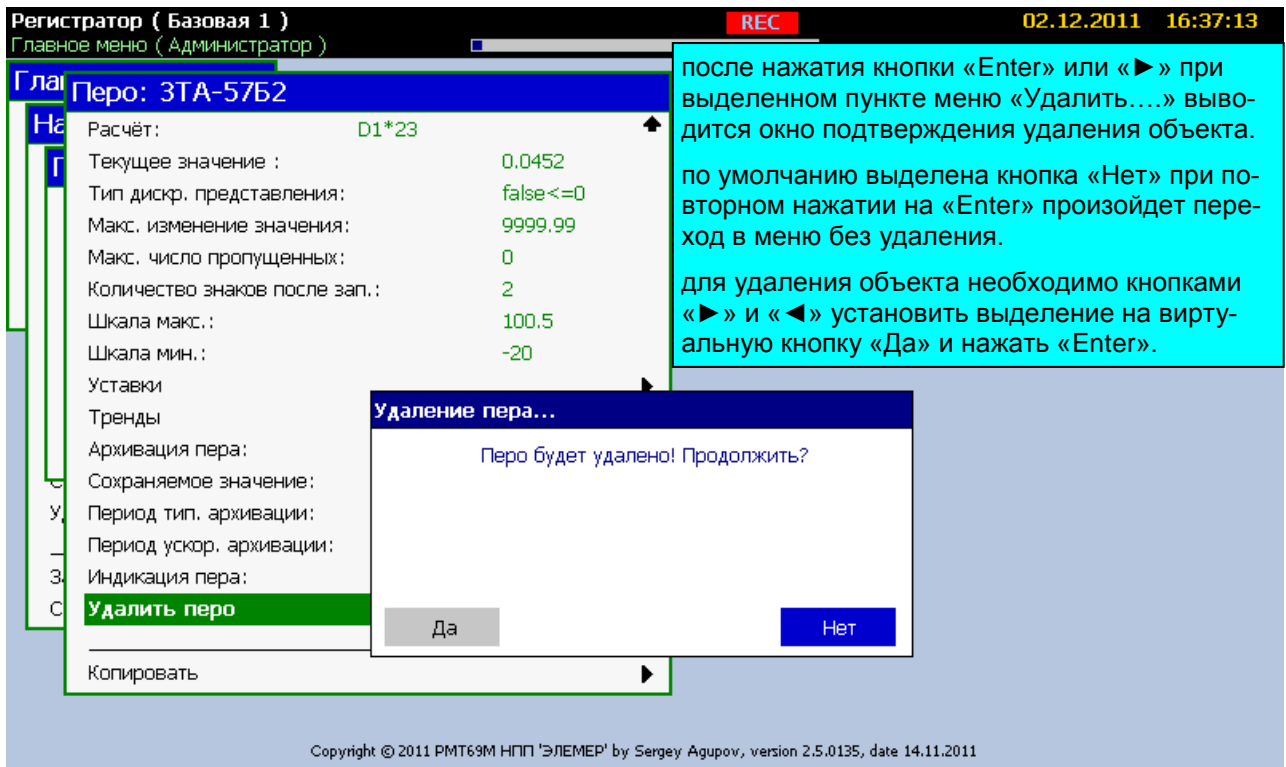 Регистратор ( Базовая 1 )
REC
02.12.2011 16:37:13
Главное меню ( Администратор )
Глав
На
П
Перо: 3ТА-57Б2
Расчёт: D1*23
Текущее значение : 0.0452
Тип дискр. представления: false<=0
Макс. изменение значения: 9999.99
Макс. число пропущенных: 0
Количество знаков после зап.: 2
Шкала макс.: 100.5
Шкала мин.: -20
Уставки ▶
Тренды
Архивация пера:
Сохраняемое значение:
Период тип. архивации:
Период ускор. архивации:
Индикация пера:
Удалить перо
Копировать ▶
после нажатия кнопки «Enter» или «►» при
выделенном пункте меню «Удалить….» выво-
дится окно подтверждения удаления объекта.
по умолчанию выделена кнопка «Нет» при по-
вторном нажатии на «Enter» произойдет пере-
ход в меню без удаления.
для удаления объекта необходимо кнопками
«►» и «◄» установить выделение на вирту-
альную кнопку «Да» и нажать «Enter».
Удаление пера...
Перо будет удалено! Продолжить?
Да
Нет
Copyright © 2011 РМТ69М НПП 'ЭЛЕМЕР' by Sergey Agupov, version 2.5.0135, date 14.11.2011